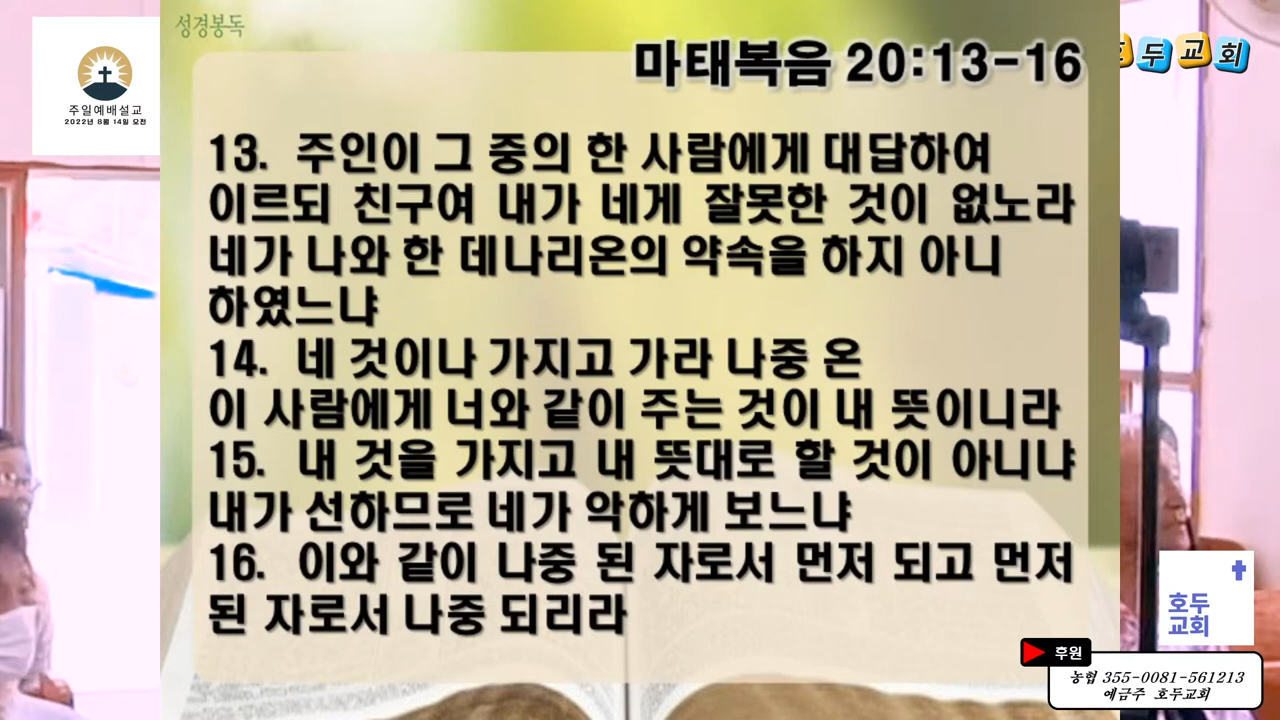 성경봉독
마태복음 20:13-16
주일예배설교
2022년 8월 14일 오전
호두교회
13. 주인이 그 중의 한 사람에게 대답하여
이르되 친구여 내가 네게 잘못한 것이 없노라
네가 나와 한 데나리온의 약속을 하지 아니
하였느냐
14. 네 것이나 가지고 가라 나중 온
이 사람에게 너와 같이 주는 것이 내 뜻이니라
15. 내 것을 가지고 내 뜻대로 할 것이 아니냐
내가 선하므로 네가 악하게 보느냐
16. 이와 같이 나중 된 자로서 먼저 되고 먼저
된 자로서 나중 되리라
호두
교회
후원
농협 355-0081-561213
예금주 호두교회